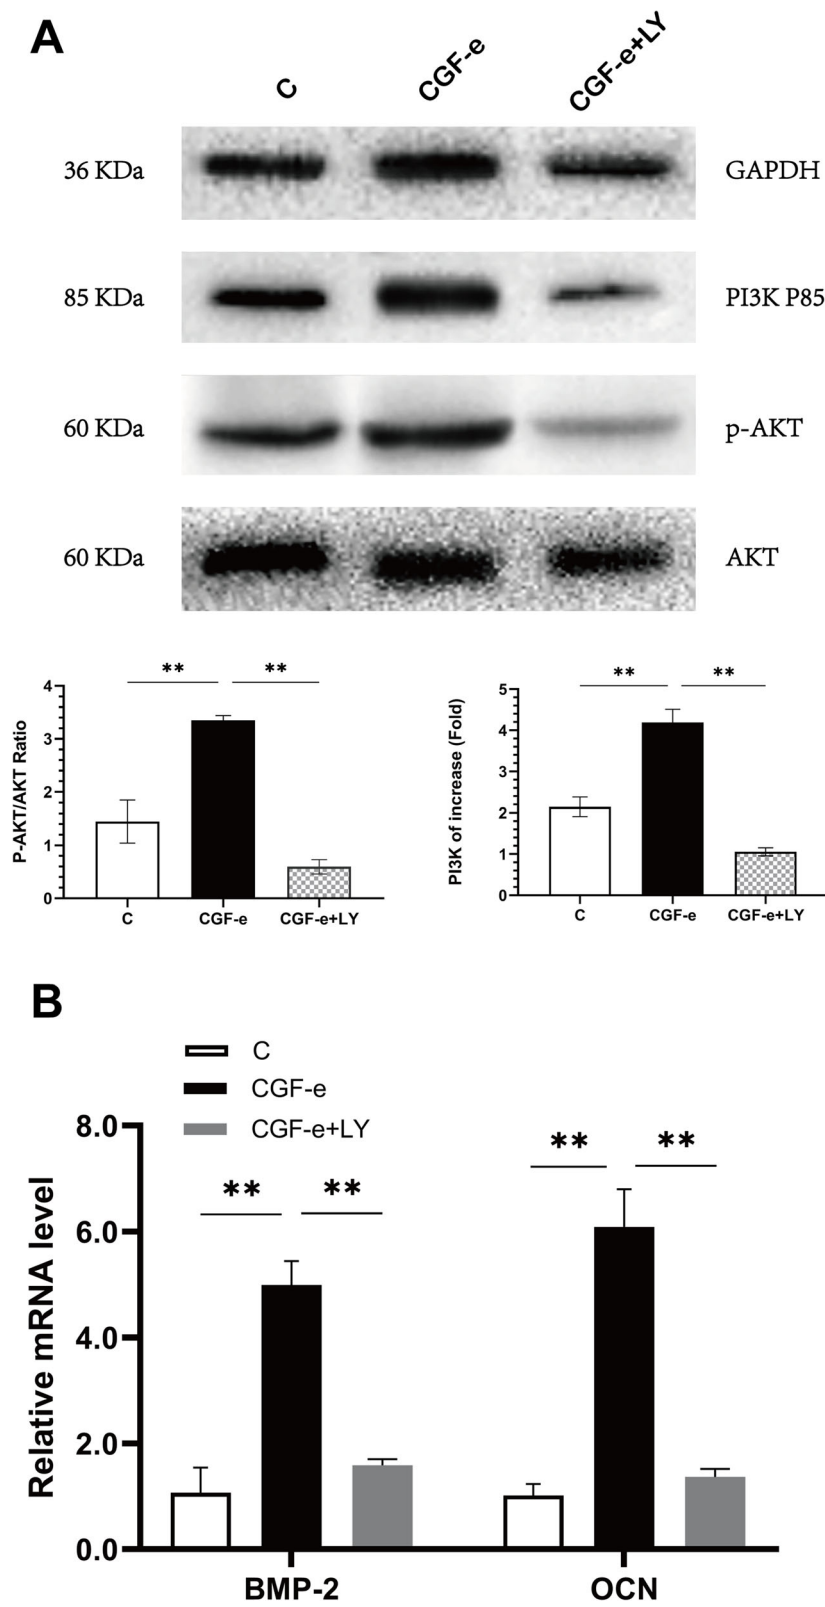 A
C CGF-e CGF-e+LY
36 KDa GAPDH
85 KDa PI3K P85
60 KDa p-AKT
60 KDa AKT
** **
P-AKT/AKT Ratio
4
3
2
1
0
C CGF-e CGF-e+LY
** **
PI3K of increase (Fold)
5
4
3
2
1
0
C CGF-e CGF-e+LY
B
C
CGF-e
CGF-e+LY
Relative mRNA level
8.0
6.0
4.0
2.0
0.0
** **
** **
BMP-2 OCN